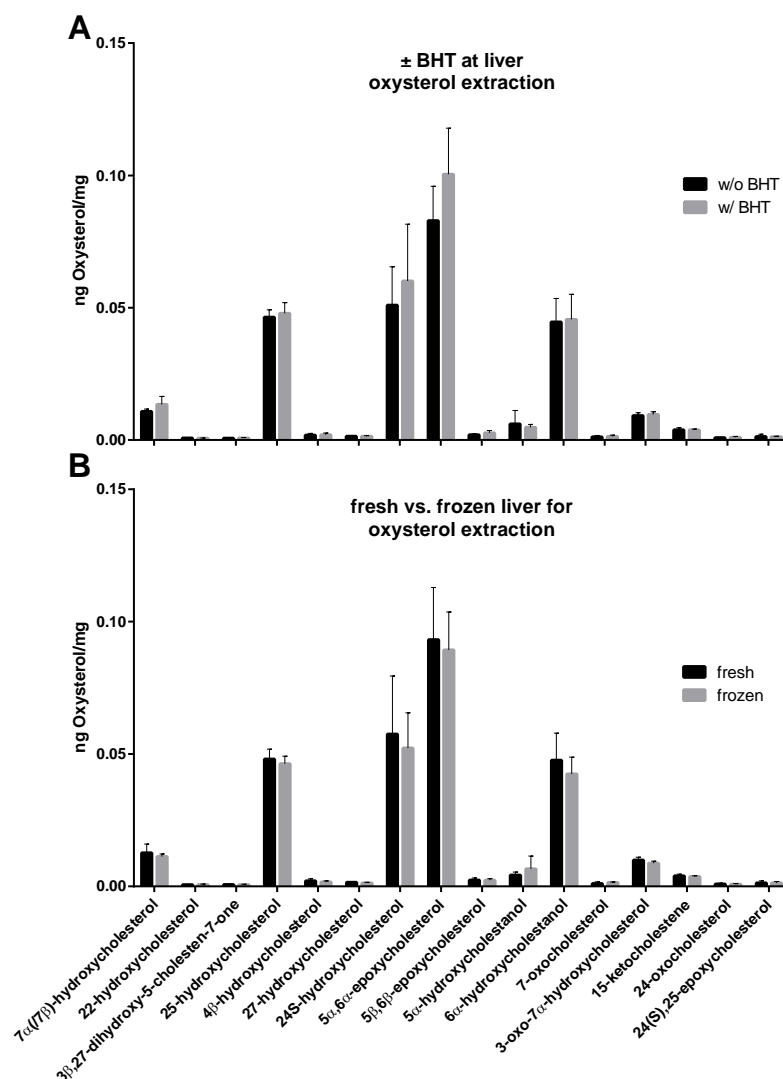 A
± BHT at liver
oxysterol extraction
0.15
0.10
0.05
0.00
ng Oxysterol/mg
w/o BHT
w/ BHT
B
fresh vs. frozen liver for
oxysterol extraction
0.15
0.10
0.05
0.00
ng Oxysterol/mg
fresh
frozen
7α(7β)-hydroxycholesterol
22-hydroxycholesterol
3β,27-dihydroxy-5-cholesten-7-one
25-hydroxycholesterol
4β-hydroxycholesterol
27-hydroxycholesterol
24S-hydroxycholesterol
5α,6α-epoxycholesterol
5β,6β-epoxycholesterol
5α-hydroxycholestanol
6α-hydroxycholestanol
7-oxocholesterol
3-oxo-7α-hydroxycholesterol
15-ketocholestene
24-oxocholesterol
24(S),25-epoxycholesterol